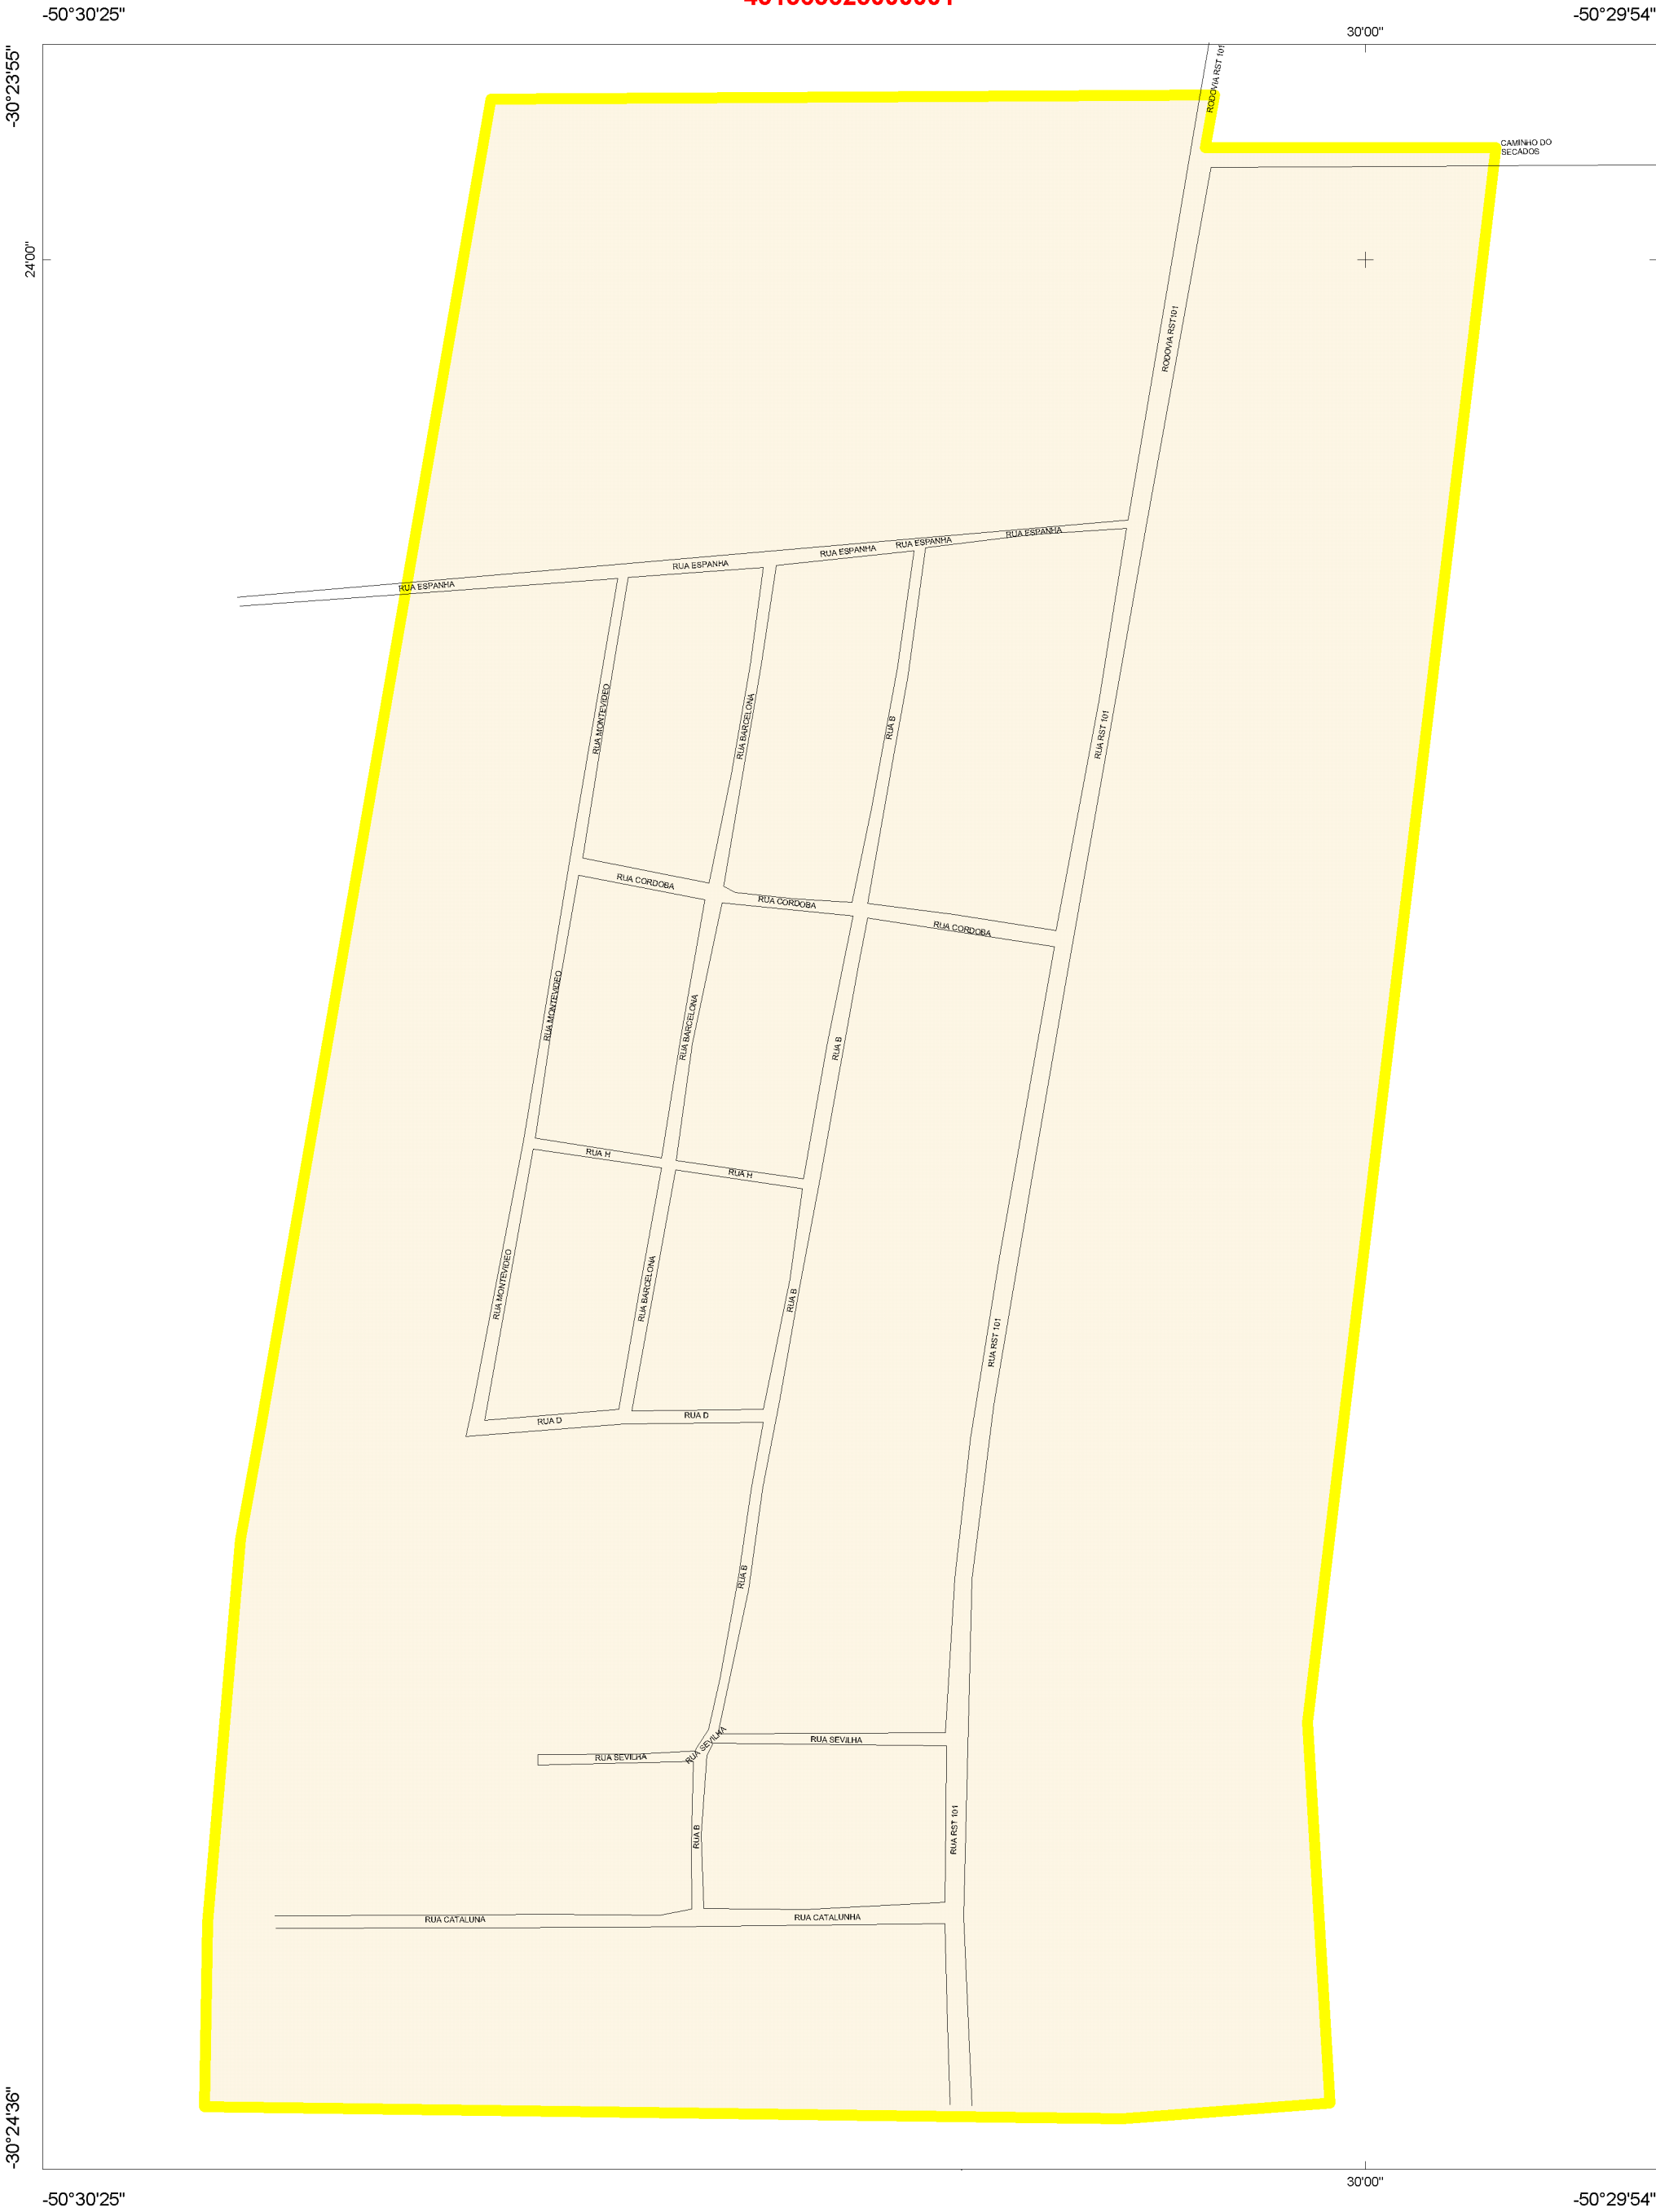 -50°30'25"
-50°29'54"
30'00"
-30°23'55"
RODOVIA RST 101
CAMINHO DO
SECADOS
24'00"
RODOVIA RST101
RUA ESPANHA
RUA ESPANHA
RUA ESPANHA
RUA ESPANHA
RUA ESPANHA
RUA MONTEVIDEO
RUA BARCELONA
RUA B
RUA RST 101
RUA CORDOBA
RUA CORDOBA
RUA CORDOBA
RUA MONTEVIDEO
RUA BARCELONA
RUA B
RUA H
RUA H
RUA MONTEVIDEO
RUA BARCELONA
RUA B
RUA RST 101
RUA D
RUA D
RUA B
RUA SEVILHA
RUA SEVILHA
RUA SEVILHA
RUA B
RUA RST 101
RUA CATALUNA
RUA CATALUNHA
-30°24'36"
30'00"
-50°30'25"
-50°29'54"